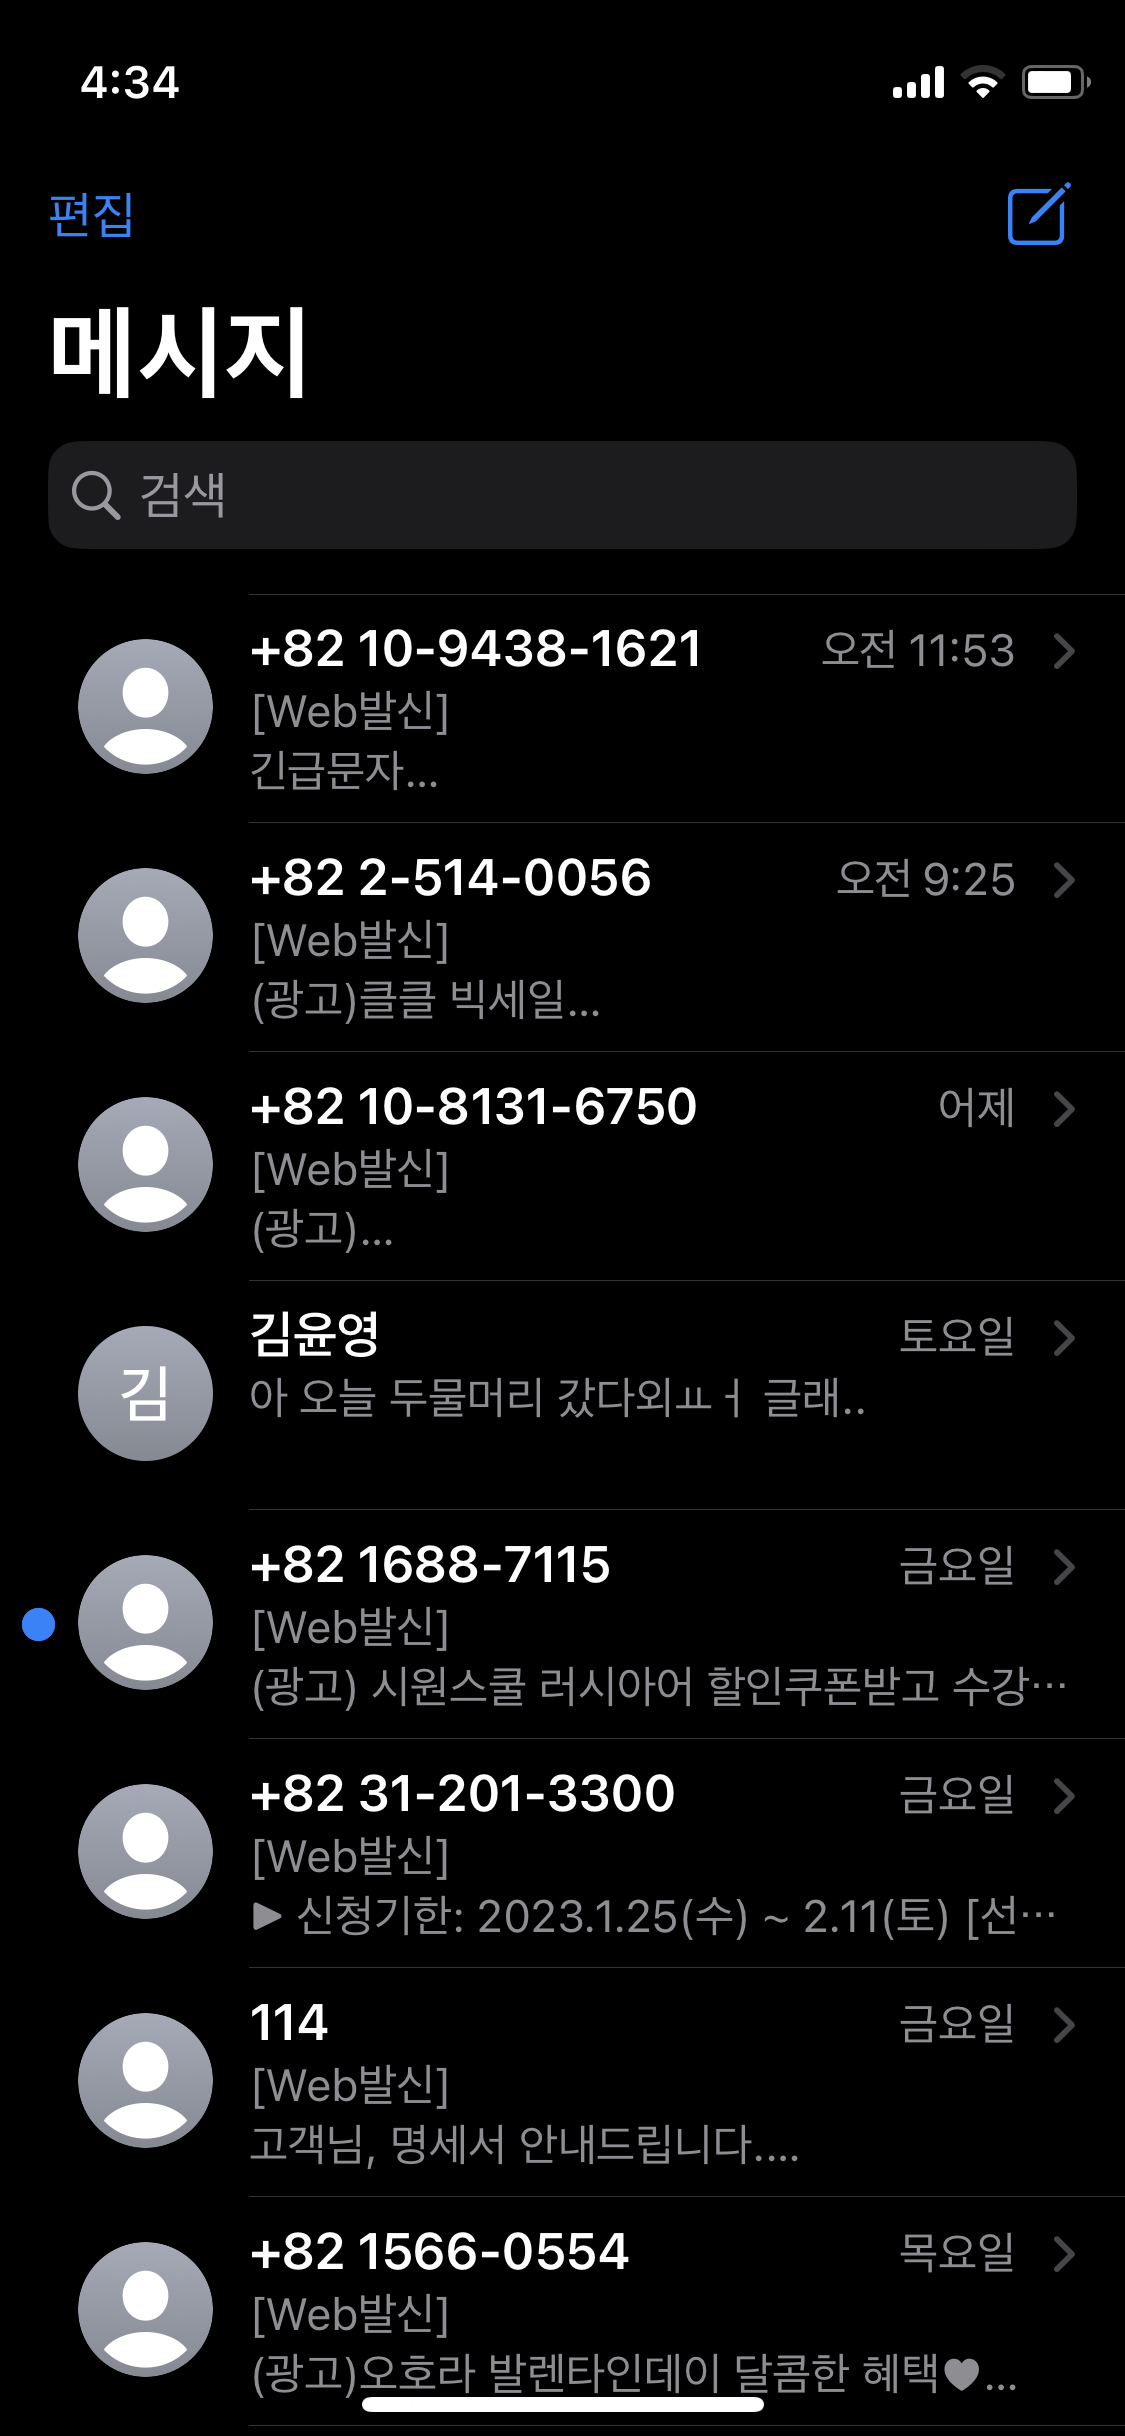 4:34
편집
메시지
검색
+82 10-9438-1621 오전 11:53
[Web발신]
긴급문자...
+82 2-514-0056 오전 9:25
[Web발신]
(광고)클클 빅세일...
+82 10-8131-6750 어제
[Web발신]
(광고)...
김윤영 토요일
김
아 오늘 두물머리 갔다외ㅛㅓ 글래..
+82 1688-7115 금요일
[Web발신]
(광고) 시원스쿨 러시아어 할인쿠폰받고 수강…
+82 31-201-3300 금요일
[Web발신]
▶ 신청기한: 2023.1.25(수) ~ 2.11(토) [선…
114 금요일
[Web발신]
고객님, 명세서 안내드립니다....
+82 1566-0554 목요일
[Web발신]
(광고)오호라 발렌타인데이 달콤한 혜택♥...